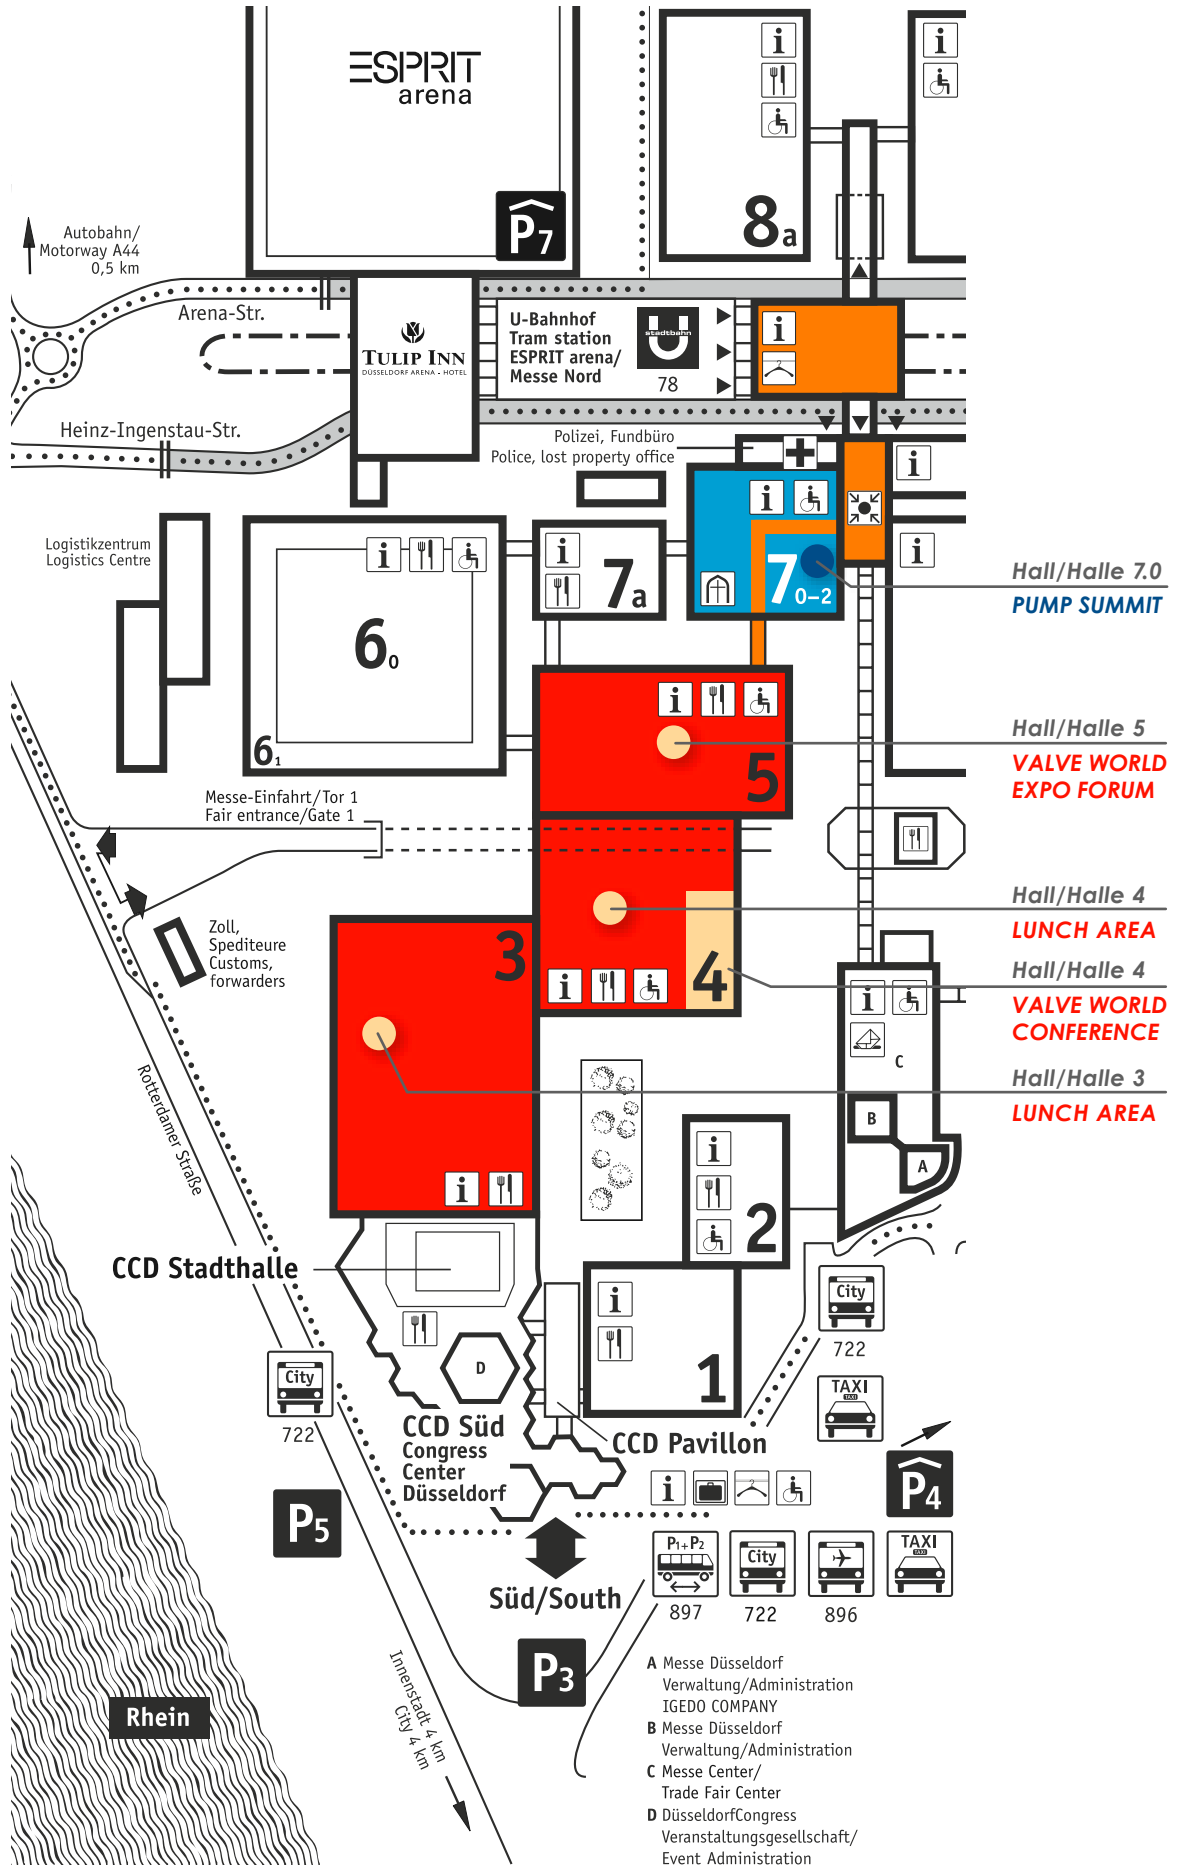 ESPRIT
arena
P7
8a
Autobahn/
Motorway A44
0,5 km
Arena-Str.
TULIP INN
DÜSSELDORF ARENA - HOTEL
U-Bahnhof
Tram station
ESPRIT arena/
Messe Nord
stadtbahn
U
78
Heinz-Ingenstau-Str.
Polizei, Fundbüro
Police, lost property office
Logistikzentrum
Logistics Centre
60
61
7a
7 0–2
Hall/Halle 7.0
PUMP SUMMIT
5
Hall/Halle 5
VALVE WORLD
EXPO FORUM
Messe-Einfahrt/Tor 1
Fair entrance/Gate 1
Zoll,
Spediteure
Customs,
forwarders
3
4
Hall/Halle 4
LUNCH AREA
Hall/Halle 4
VALVE WORLD
CONFERENCE
Hall/Halle 3
LUNCH AREA
Rotterdamer Straße
C
B
A
2
1
CCD Stadthalle
D
CCD Süd
Congress
Center
Düsseldorf
CCD Pavillon
City
722
City
722
TAXI
TAXI
P4
P5
Süd/South
P1+P2
897
City
722
896
TAXI
TAXI
P3
Innenstadt 4 km
City 4 km
Rhein
A Messe Düsseldorf
Verwaltung/Administration
IGEDO COMPANY
B Messe Düsseldorf
Verwaltung/Administration
C Messe Center/
Trade Fair Center
D DüsseldorfCongress
Veranstaltungsgesellschaft/
Event Administration